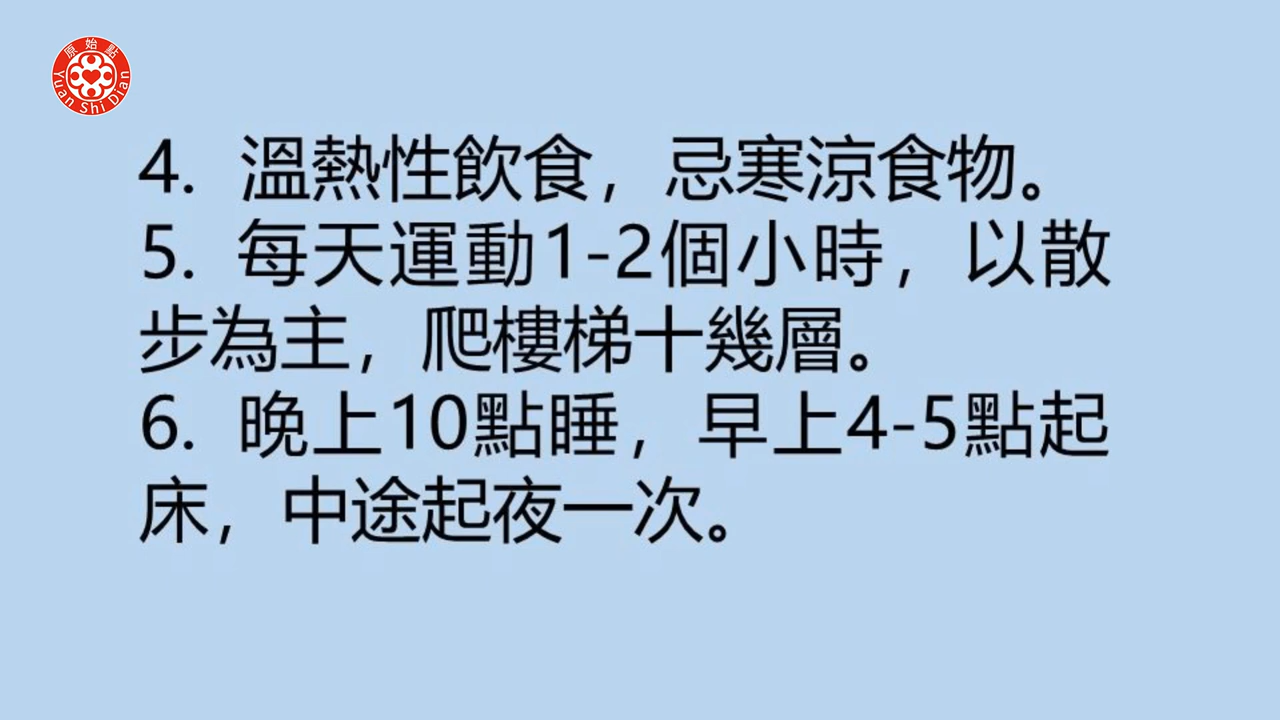 原始點
Yuan Shi Dian
4. 溫熱性飲食，忌寒涼食物。
5. 每天運動1-2個小時，以散
步為主，爬樓梯十幾層。
6. 晚上10點睡，早上4-5點起
床，中途起夜一次。